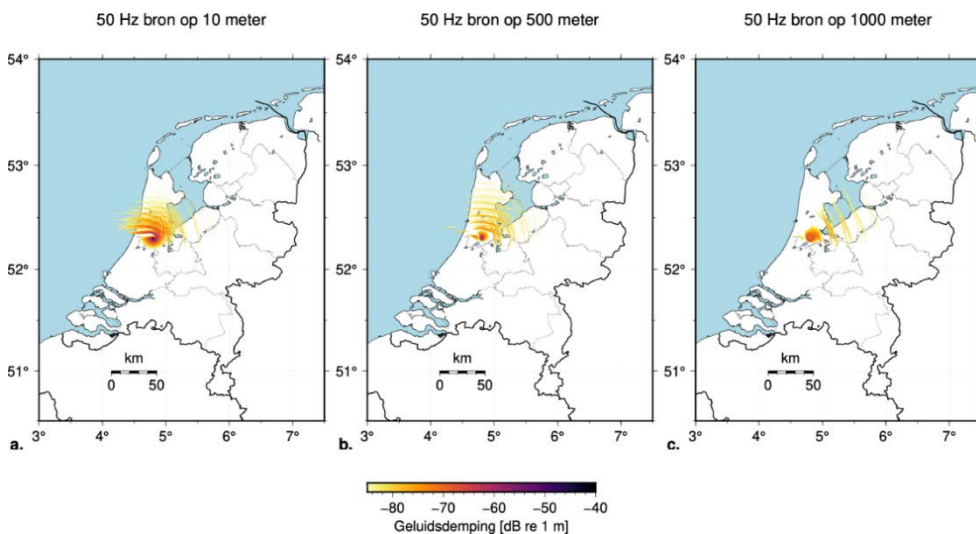 50 Hz bron op 10 meter
50 Hz bron op 500 meter
50 Hz bron op 1000 meter
54°
53°
52°
51°
km
0 50
3° 4° 5° 6° 7°
a.
54°
53°
52°
51°
km
0 50
3° 4° 5° 6° 7°
b.
54°
53°
52°
51°
km
0 50
3° 4° 5° 6° 7°
c.
−80 −70 −60 −50 −40
Geluidsdemping [dB re 1 m]